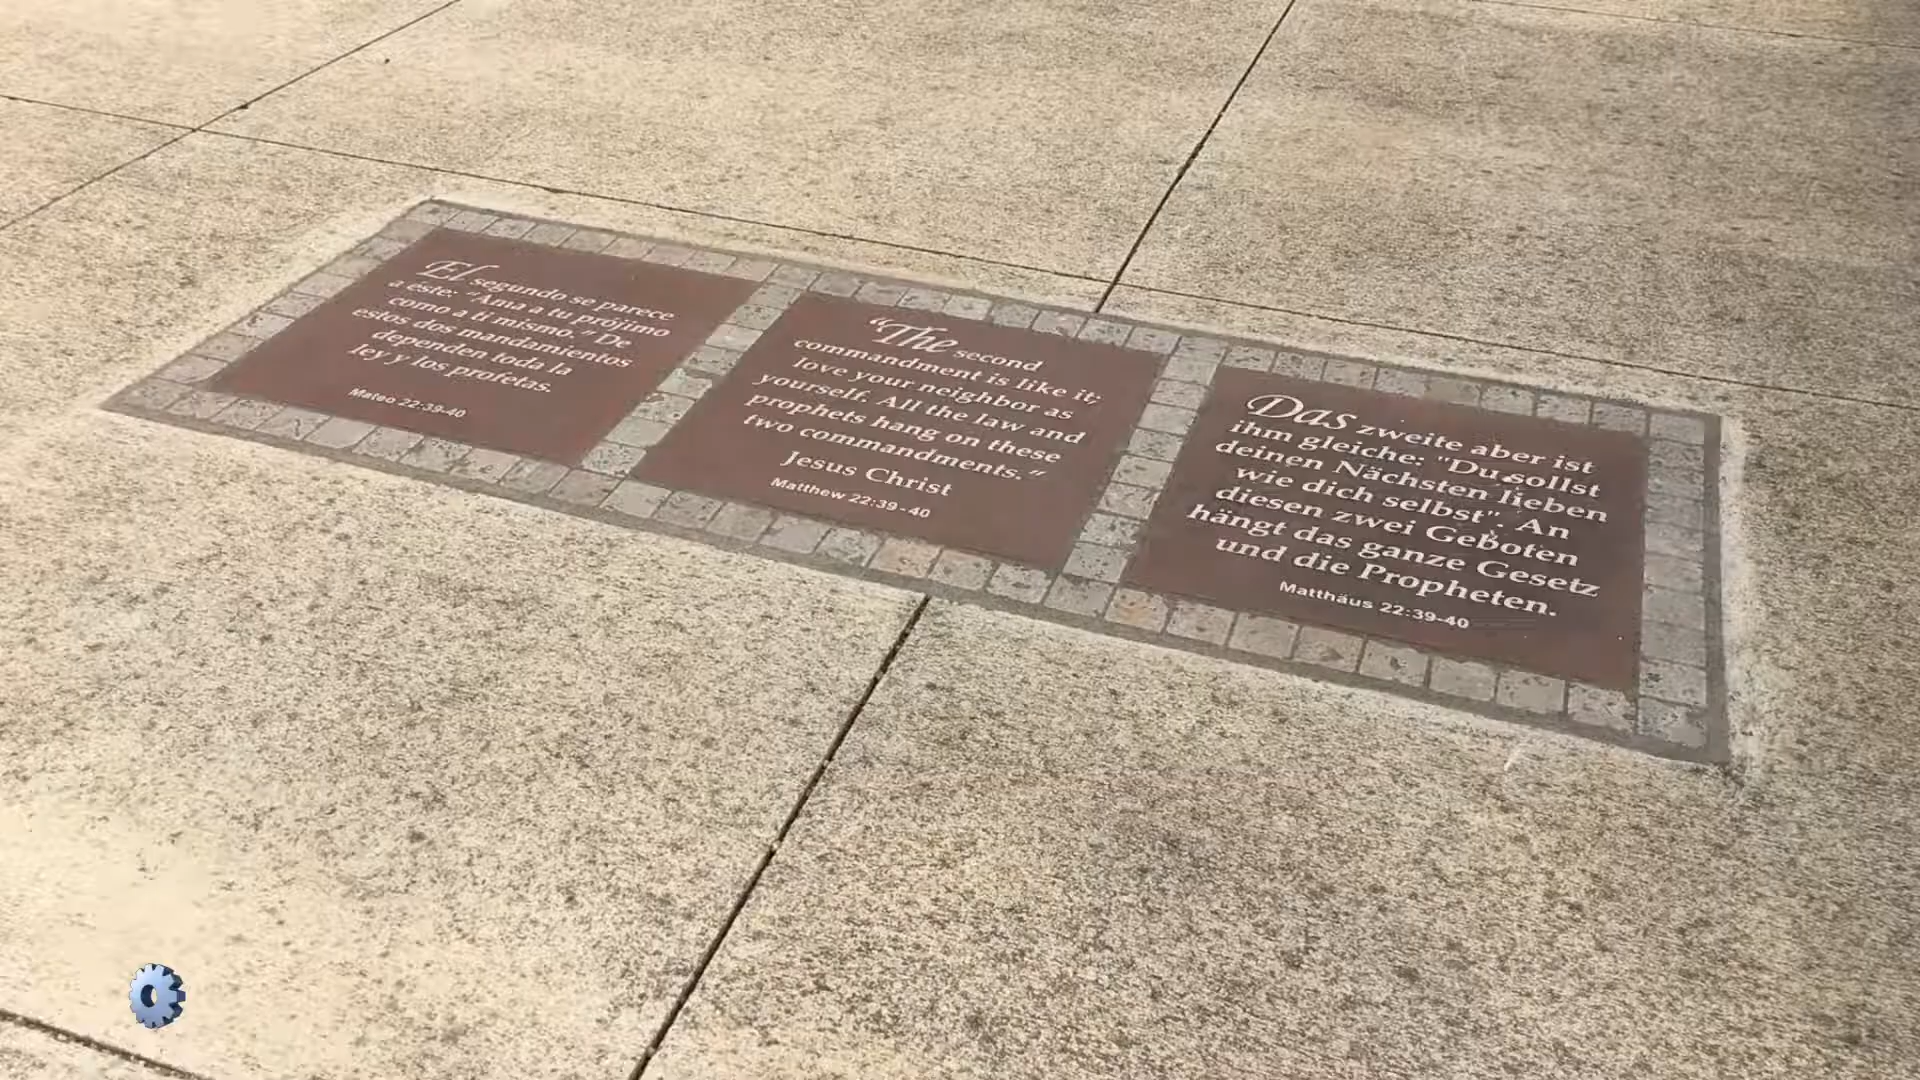 El segundo se parece
a este: "Ama a tu prójimo
como a ti mismo." De
estos dos mandamientos
dependen toda la
ley y los profetas.
Mateo 22:39-40
"The second
commandment is like it:
love your neighbor as
yourself. All the law and
prophets hang on these
two commandments."
Jesus Christ
Matthew 22:39-40
Das zweite aber ist
ihm gleiche: "Du sollst
deinen Nächsten lieben
wie dich selbst". An
diesen zwei Geboten
hängt das ganze Gesetz
und die Propheten.
Matthäus 22:39-40